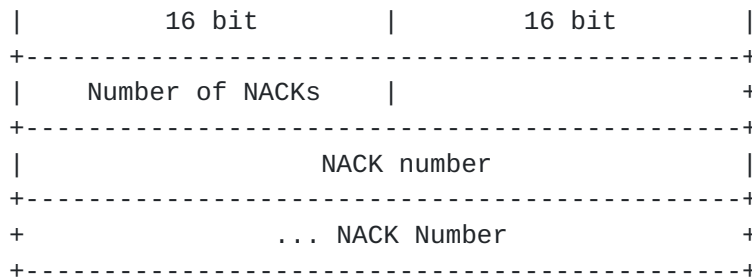 |         16 bit        |        16 bit        |
+----------------------------------------------+
|    Number of NACKs    |                      +
+----------------------------------------------+
|                  NACK number                 |
+----------------------------------------------+
+                ... NACK Number               +
+----------------------------------------------+